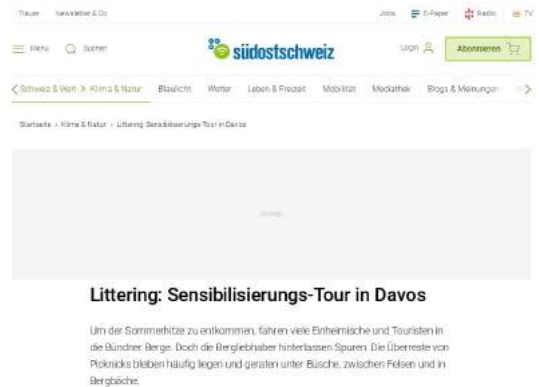 Trauer Newsletter & Co Jobs E-Paper Radio TV
Menü Suchen südostschweiz Login Abonnieren
Schweiz & Welt Klima & Natur Blaulicht Wetter Leben & Freizeit Mobilität Mediathek Blogs & Meinungen
Startseite > Klima & Natur > Littering: Sensibilisierungs-Tour in Davos
Littering: Sensibilisierungs-Tour in Davos
Um der Sommerhitze zu entkommen, fahren viele Einheimische und Touristen in
die Bündner Berge. Doch die Bergliebhaber hinterlassen Spuren. Die Überreste von
Picknicks bleiben häufig liegen und geraten unter Büsche, zwischen Felsen und in
Bergbäche.